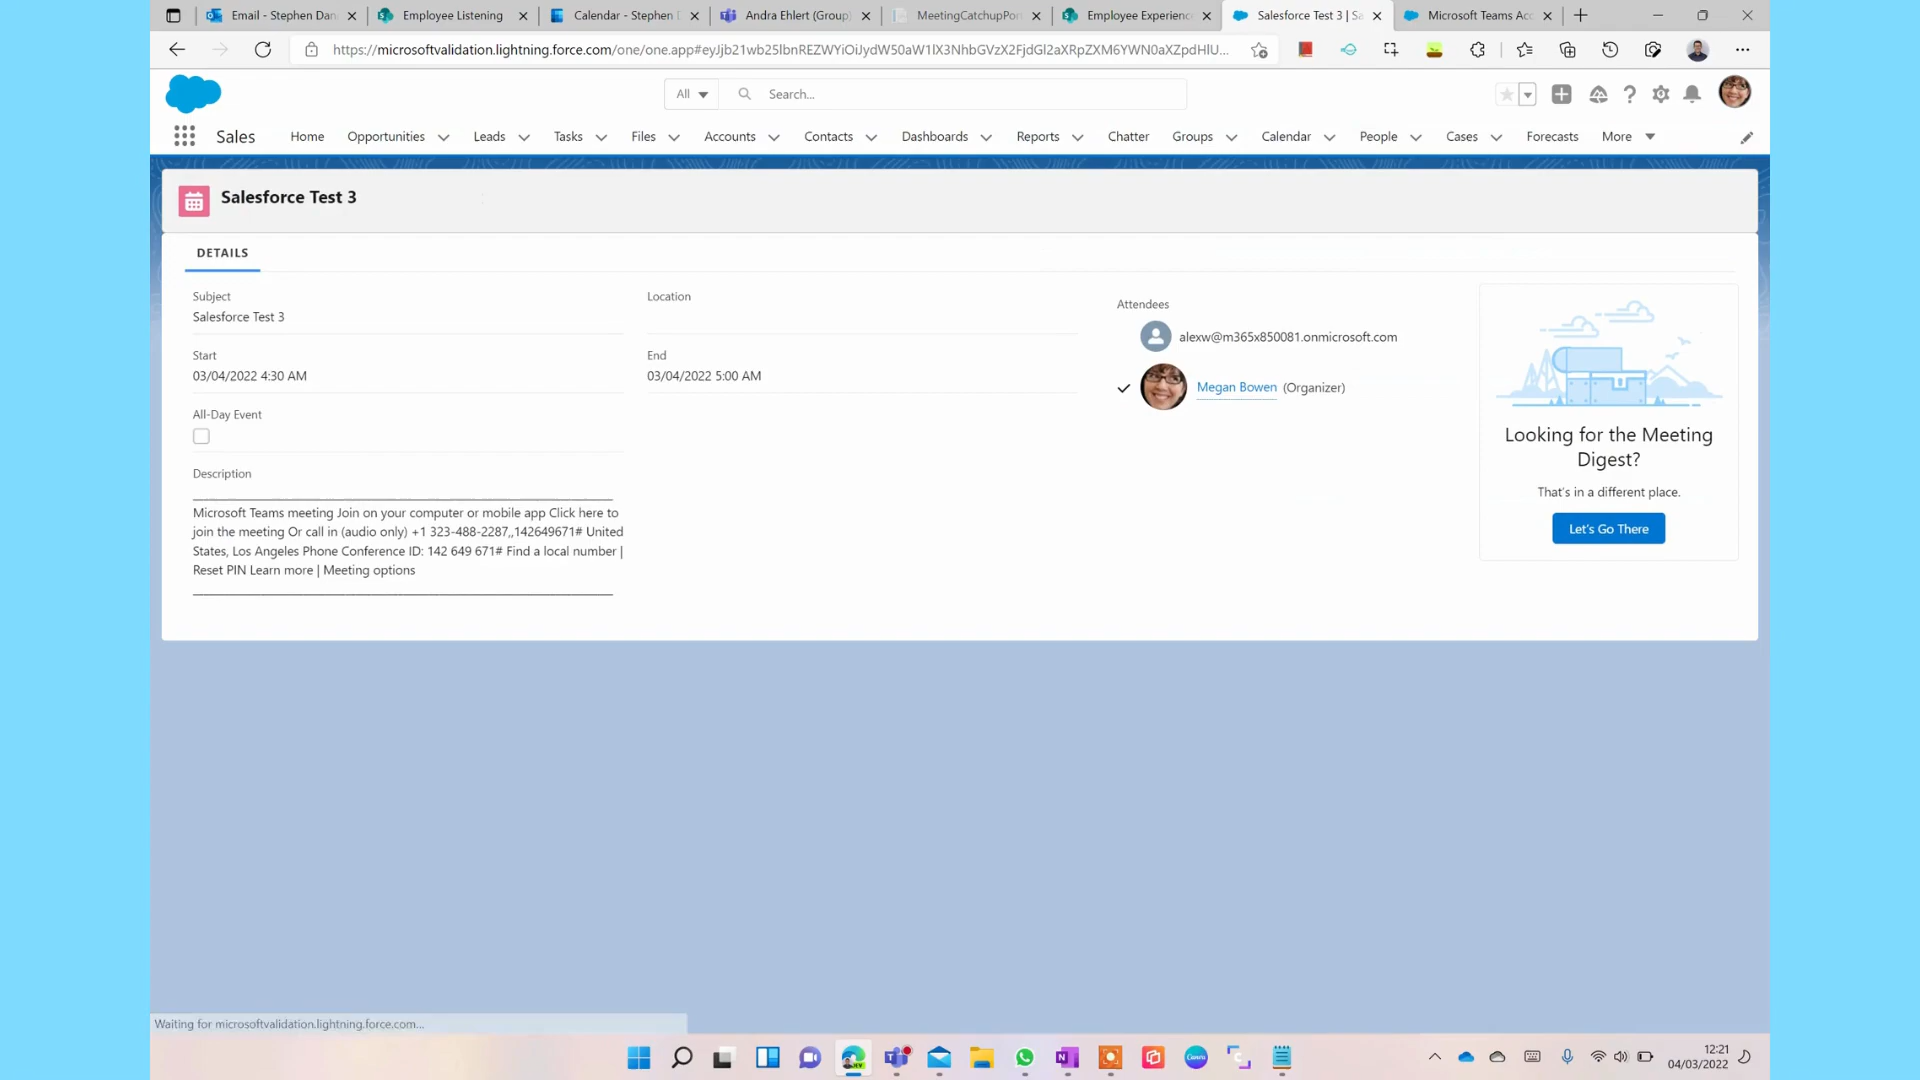 Email - Stephen Dan
Employee Listening
Calendar - Stephen D
Andra Ehlert (Group)
MeetingCatchupPor
Employee Experienc
Salesforce Test 3 | Sa
Microsoft Teams Acc
https://microsoftvalidation.lightning.force.com/one/one.app#eyJjb21wb25lbnREZWYiOiJydW50aW1lX3NhbGVzX2FjdGl2aXRpZXM6YWN0aXZpdHlU...
All
Search...
Sales
Home
Opportunities
Leads
Tasks
Files
Accounts
Contacts
Dashboards
Reports
Chatter
Groups
Calendar
People
Cases
Forecasts
More
Salesforce Test 3
DETAILS
Subject
Salesforce Test 3
Location
Start
03/04/2022 4:30 AM
End
03/04/2022 5:00 AM
All-Day Event
Description
Microsoft Teams meeting Join on your computer or mobile app Click here to
join the meeting Or call in (audio only) +1 323-488-2287,,142649671# United
States, Los Angeles Phone Conference ID: 142 649 671# Find a local number |
Reset PIN Learn more | Meeting options
Attendees
alexw@m365x850081.onmicrosoft.com
Megan Bowen (Organizer)
Looking for the Meeting
Digest?
That's in a different place.
Let's Go There
Waiting for microsoftvalidation.lightning.force.com...
12:21
04/03/2022